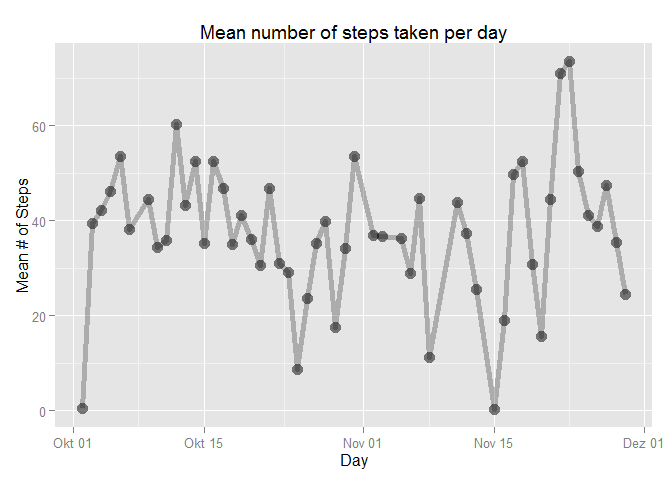 Mean number of steps taken per day
Mean # of Steps
60
40
20
0
Okt 01
Okt 15
Nov 01
Nov 15
Dez 01
Day